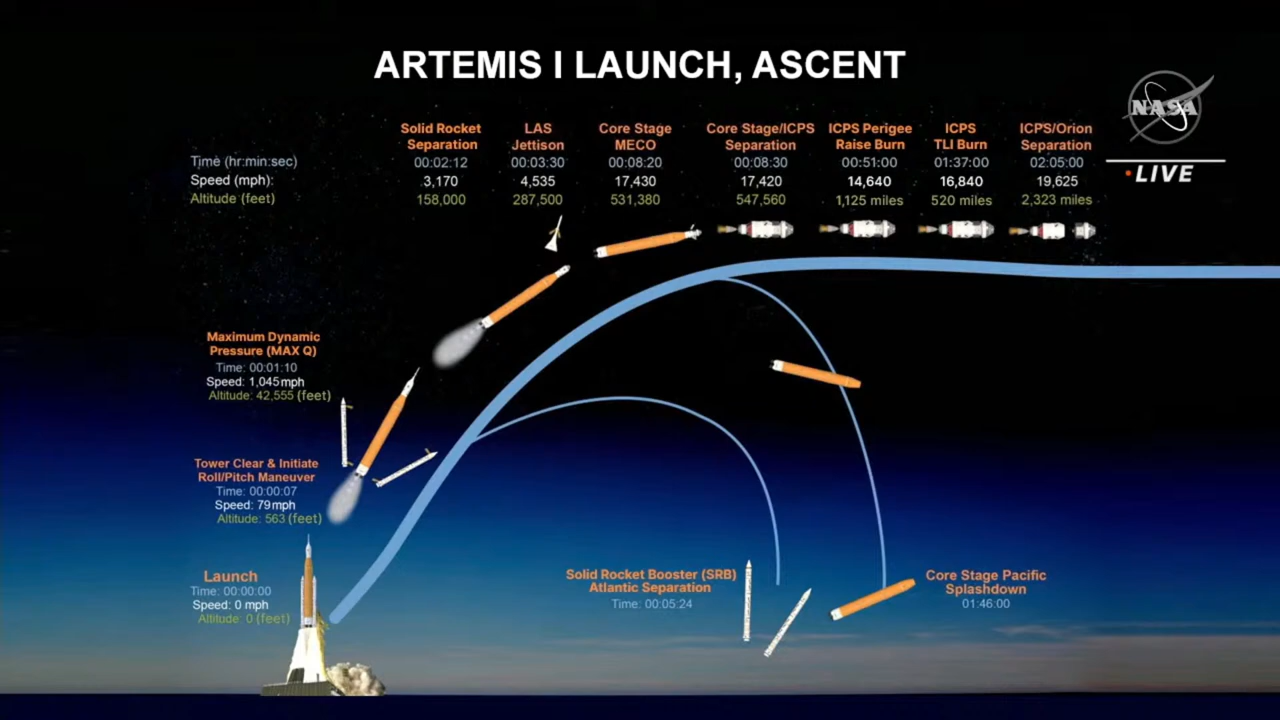 ARTEMIS I LAUNCH, ASCENT
NASA
LIVE
Solid Rocket LAS Core Stage Core Stage/ICPS ICPS Perigee ICPS ICPS/Orion
Separation Jettison MECO Separation Raise Burn TLI Burn Separation
Time (hr:min:sec) 00:02:12 00:03:30 00:08:20 00:08:30 00:51:00 01:37:00 02:05:00
Speed (mph): 3,170 4,535 17,430 17,420 14,640 16,840 19,625
Altitude (feet) 158,000 287,500 531,380 547,560 1,125 miles 520 miles 2,323 miles
Maximum Dynamic
Pressure (MAX Q)
Time: 00:01:10
Speed: 1,045mph
Altitude: 42,555 (feet)
Tower Clear & Initiate
Roll/Pitch Maneuver
Time: 00:00:07
Speed: 79mph
Altitude: 563 (feet)
Launch
Time: 00:00:00
Speed: 0 mph
Altitude: 0 (feet)
Solid Rocket Booster (SRB)
Atlantic Separation
Time: 00:05:24
Core Stage Pacific
Splashdown
01:46:00